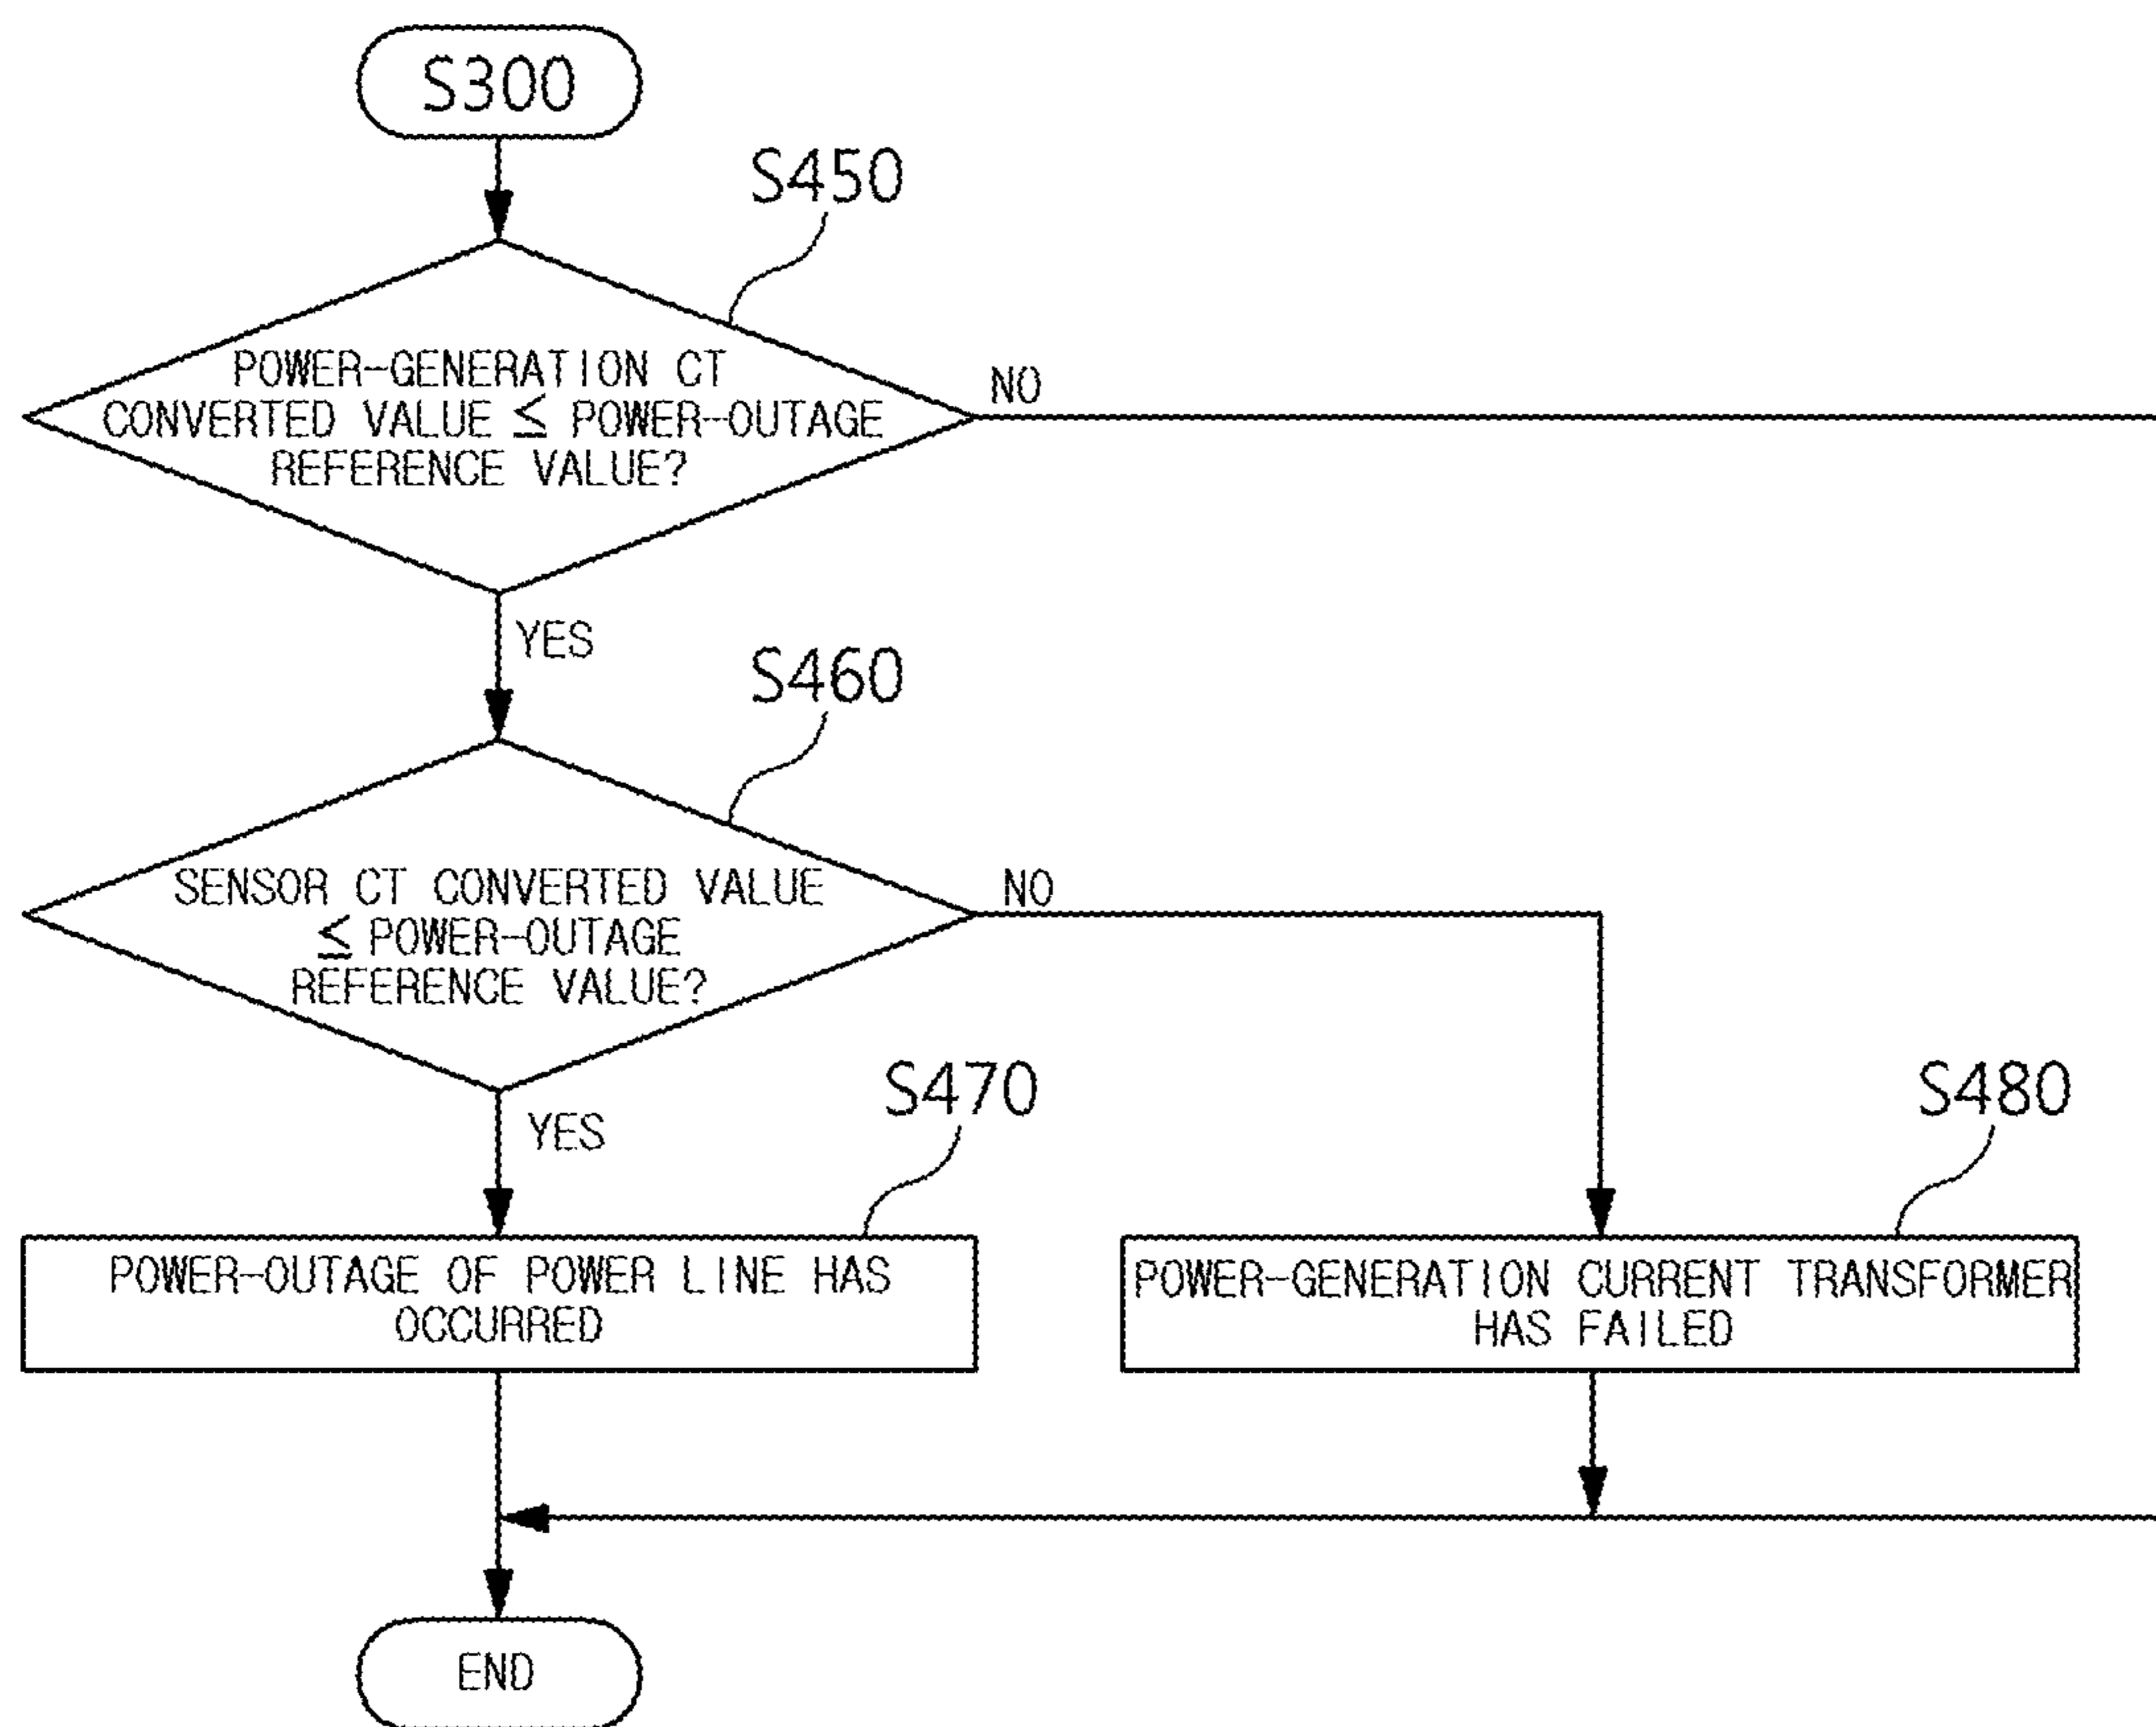 S300
S450
POWER-GENERATION CT
CONVERTED VALUE ≤ POWER-OUTAGE
REFERENCE VALUE?
NO
YES
S460
SENSOR CT CONVERTED VALUE
≤ POWER-OUTAGE
REFERENCE VALUE?
NO
YES
S470
POWER-OUTAGE OF POWER LINE HAS
OCCURRED
S480
POWER-GENERATION CURRENT TRANSFORMER
HAS FAILED
END